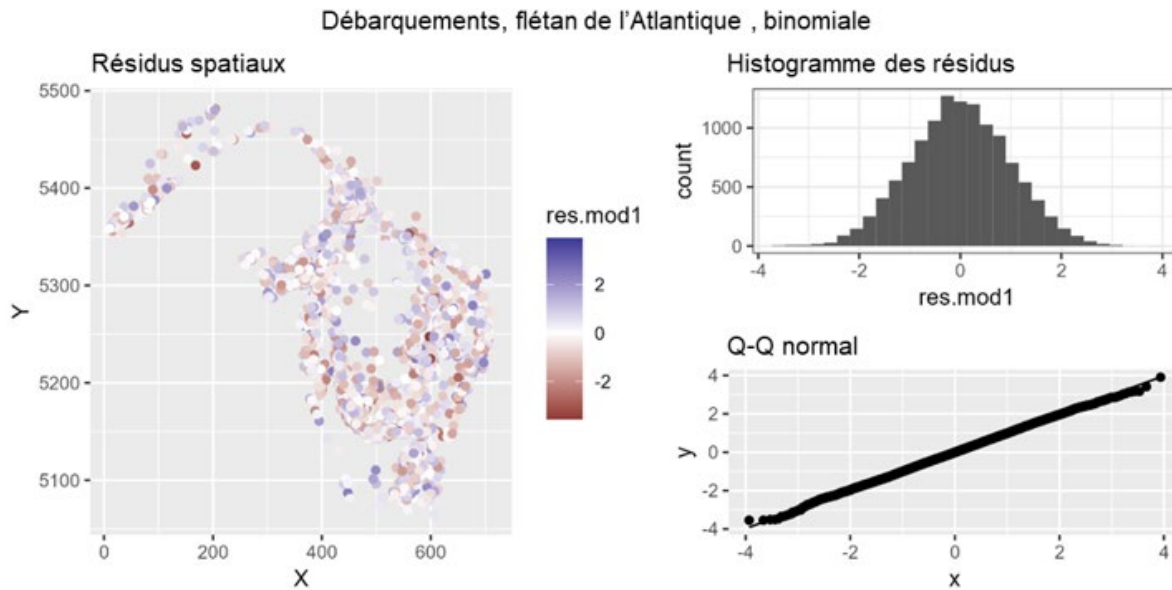 Débarquements, flétan de l'Atlantique , binomiale
Résidus spatiaux
5500
5400
5300
5200
5100
Y
0
200
400
600
X
res.mod1
2
0
-2
Histogramme des résidus
1000
500
0
count
-4
-2
0
2
4
res.mod1
Q-Q normal
4
2
0
-2
-4
y
-4
-2
0
2
4
x